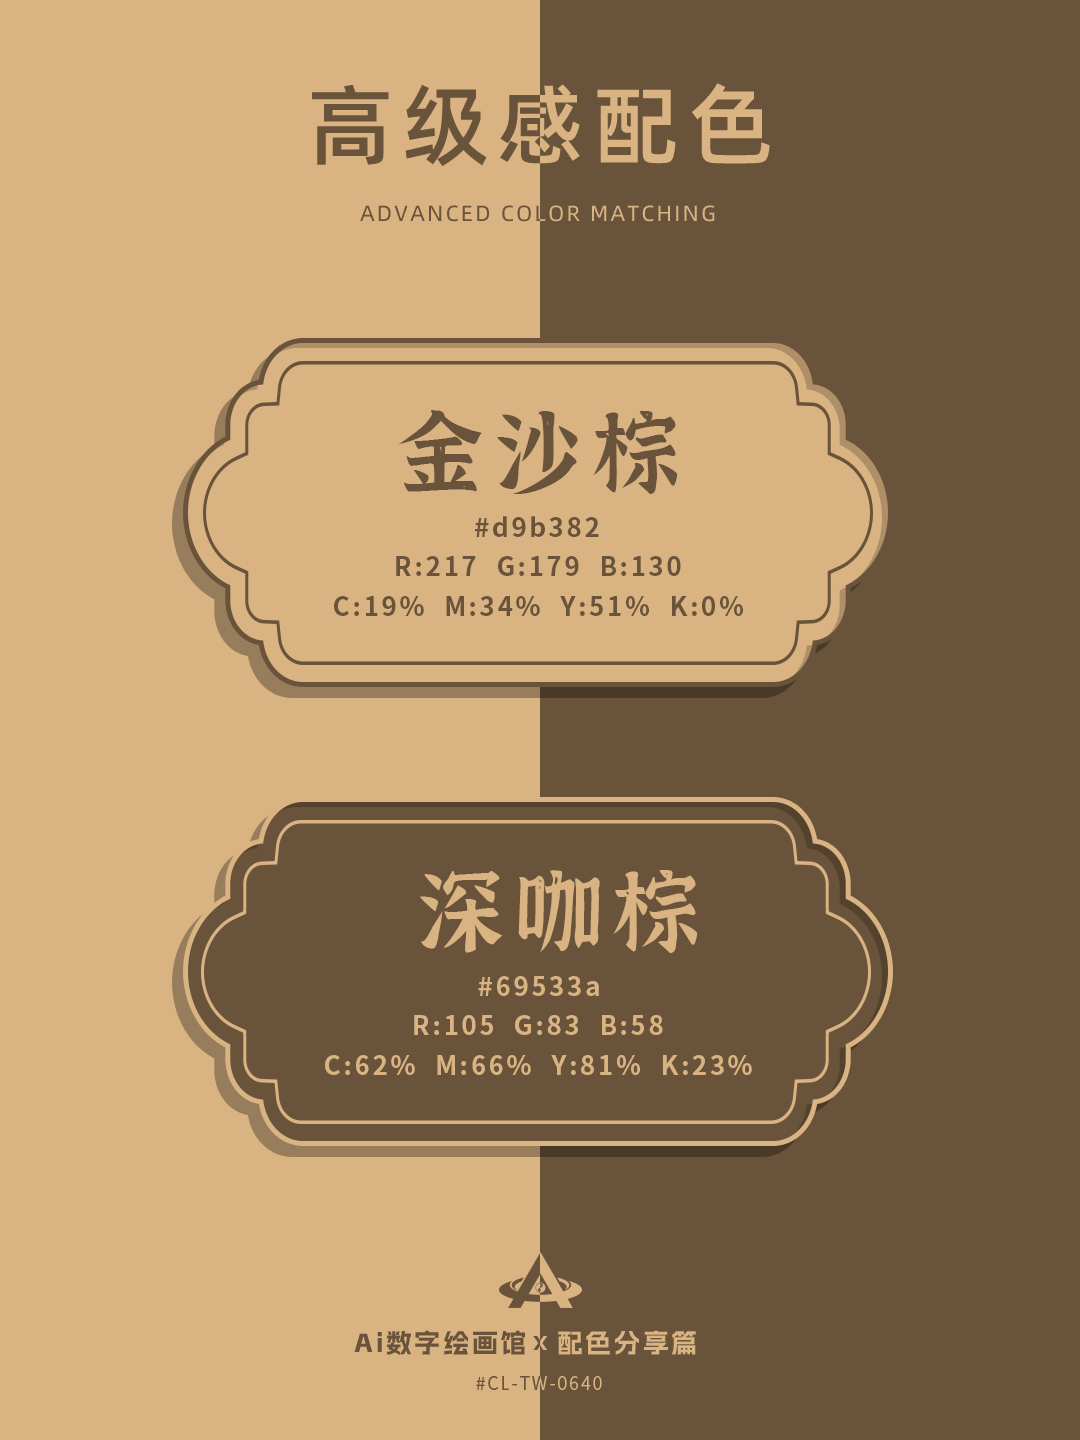 高级感配色
ADVANCED COLOR MATCHING
金沙棕
#d9b382
R:217 G:179 B:130
C:19% M:34% Y:51% K:0%
深咖棕
#69533a
R:105 G:83 B:58
C:62% M:66% Y:81% K:23%
Ai数字绘画馆 x 配色分享篇
#CL-TW-0640